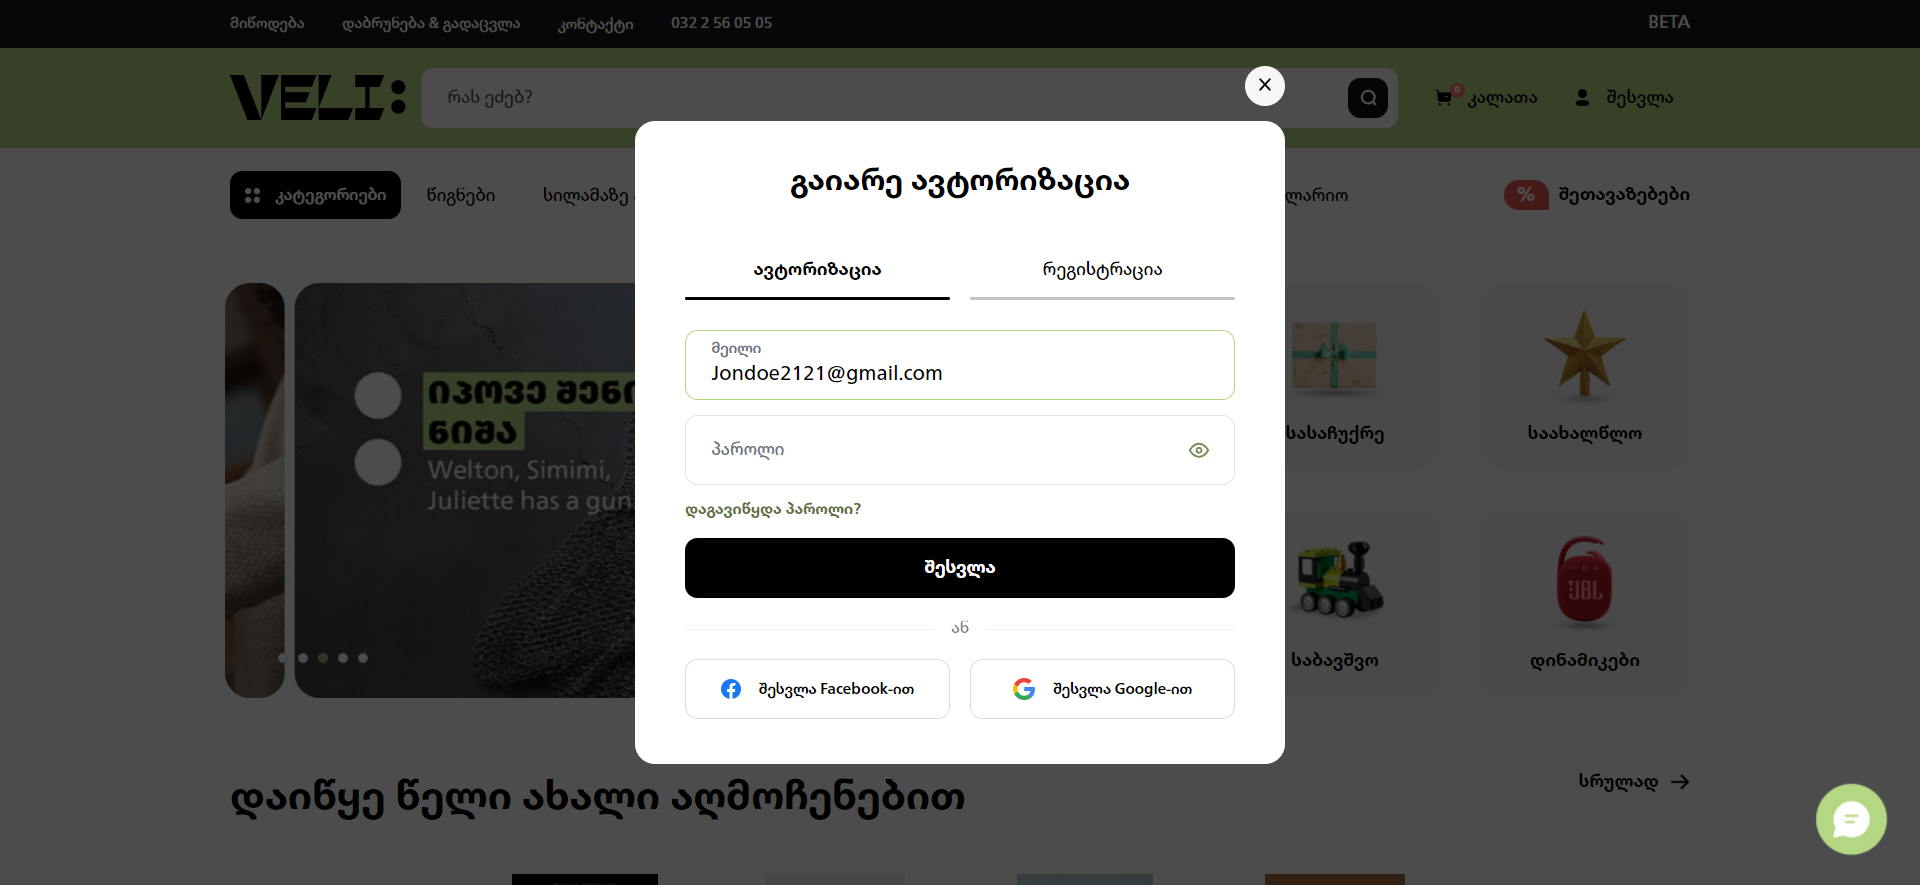 მიწოდება
დაბრუნება & გადაცვლა
კონტაქტი
032 2 56 05 05
BETA
VELI:
რას ეძებ?
0
კალათა
შესვლა
კატეგორიები
წიგნები
სილამაზე
ლარიო
%
შეთავაზებები
გაიარე ავტორიზაცია
ავტორიზაცია
რეგისტრაცია
მეილი
Jondoe2121@gmail.com
პაროლი
დაგავიწყდა პაროლი?
შესვლა
ან
შესვლა Facebook-ით
შესვლა Google-ით
იპოვე შენი
ნიშა
Welton, Simimi,
Juliette has a gun
სასაჩუქრე
საახალწლო
JBL
საბავშვო
დინამიკები
დაიწყე წელი ახალი აღმოჩენებით
სრულად